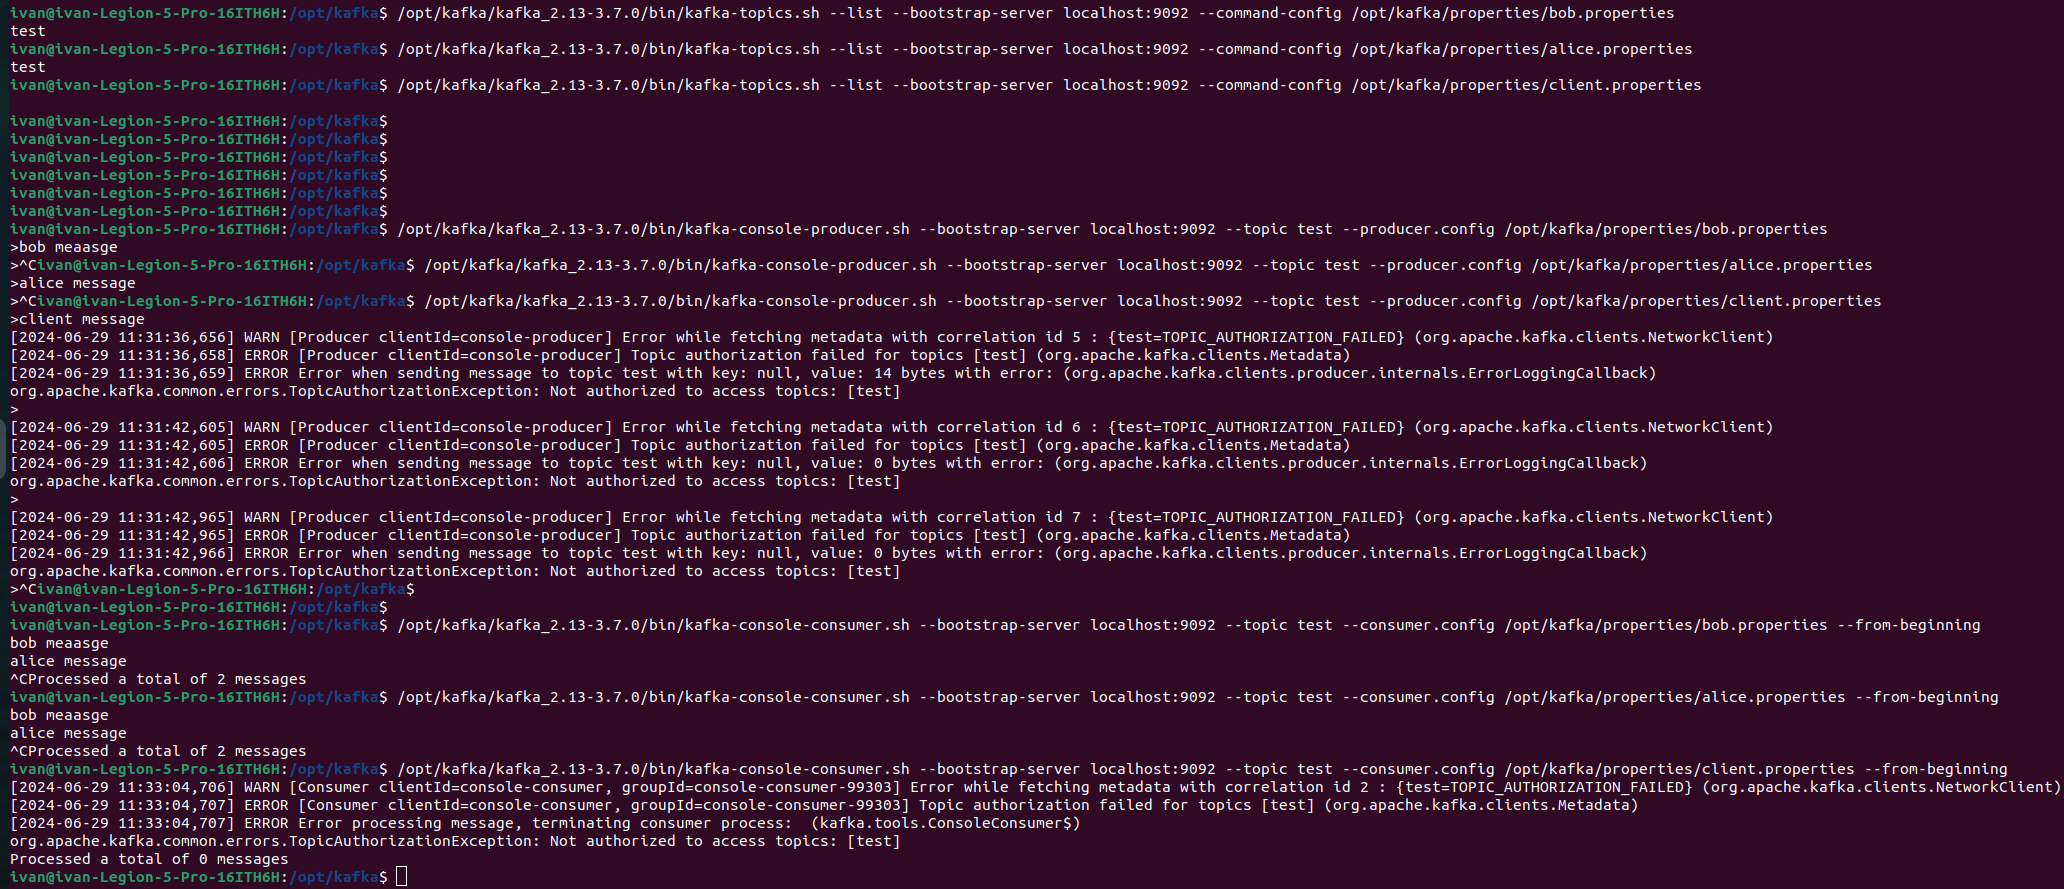 ivan@ivan-Legion-5-Pro-16ITH6H:/opt/kafka$ /opt/kafka/kafka_2.13-3.7.0/bin/kafka-topics.sh --list --bootstrap-server localhost:9092 --command-config /opt/kafka/properties/bob.properties
test
ivan@ivan-Legion-5-Pro-16ITH6H:/opt/kafka$ /opt/kafka/kafka_2.13-3.7.0/bin/kafka-topics.sh --list --bootstrap-server localhost:9092 --command-config /opt/kafka/properties/alice.properties
test
ivan@ivan-Legion-5-Pro-16ITH6H:/opt/kafka$ /opt/kafka/kafka_2.13-3.7.0/bin/kafka-topics.sh --list --bootstrap-server localhost:9092 --command-config /opt/kafka/properties/client.properties

ivan@ivan-Legion-5-Pro-16ITH6H:/opt/kafka$
ivan@ivan-Legion-5-Pro-16ITH6H:/opt/kafka$
ivan@ivan-Legion-5-Pro-16ITH6H:/opt/kafka$
ivan@ivan-Legion-5-Pro-16ITH6H:/opt/kafka$
ivan@ivan-Legion-5-Pro-16ITH6H:/opt/kafka$
ivan@ivan-Legion-5-Pro-16ITH6H:/opt/kafka$
ivan@ivan-Legion-5-Pro-16ITH6H:/opt/kafka$ /opt/kafka/kafka_2.13-3.7.0/bin/kafka-console-producer.sh --bootstrap-server localhost:9092 --topic test --producer.config /opt/kafka/properties/bob.properties
>bob meaasge
>^Civan@ivan-Legion-5-Pro-16ITH6H:/opt/kafka$ /opt/kafka/kafka_2.13-3.7.0/bin/kafka-console-producer.sh --bootstrap-server localhost:9092 --topic test --producer.config /opt/kafka/properties/alice.properties
>alice message
>^Civan@ivan-Legion-5-Pro-16ITH6H:/opt/kafka$ /opt/kafka/kafka_2.13-3.7.0/bin/kafka-console-producer.sh --bootstrap-server localhost:9092 --topic test --producer.config /opt/kafka/properties/client.properties
>client message
[2024-06-29 11:31:36,656] WARN [Producer clientId=console-producer] Error while fetching metadata with correlation id 5 : {test=TOPIC_AUTHORIZATION_FAILED} (org.apache.kafka.clients.NetworkClient)
[2024-06-29 11:31:36,658] ERROR [Producer clientId=console-producer] Topic authorization failed for topics [test] (org.apache.kafka.clients.Metadata)
[2024-06-29 11:31:36,659] ERROR Error when sending message to topic test with key: null, value: 14 bytes with error: (org.apache.kafka.clients.producer.internals.ErrorLoggingCallback)
org.apache.kafka.common.errors.TopicAuthorizationException: Not authorized to access topics: [test]
>
[2024-06-29 11:31:42,605] WARN [Producer clientId=console-producer] Error while fetching metadata with correlation id 6 : {test=TOPIC_AUTHORIZATION_FAILED} (org.apache.kafka.clients.NetworkClient)
[2024-06-29 11:31:42,605] ERROR [Producer clientId=console-producer] Topic authorization failed for topics [test] (org.apache.kafka.clients.Metadata)
[2024-06-29 11:31:42,606] ERROR Error when sending message to topic test with key: null, value: 0 bytes with error: (org.apache.kafka.clients.producer.internals.ErrorLoggingCallback)
org.apache.kafka.common.errors.TopicAuthorizationException: Not authorized to access topics: [test]
>
[2024-06-29 11:31:42,965] WARN [Producer clientId=console-producer] Error while fetching metadata with correlation id 7 : {test=TOPIC_AUTHORIZATION_FAILED} (org.apache.kafka.clients.NetworkClient)
[2024-06-29 11:31:42,965] ERROR [Producer clientId=console-producer] Topic authorization failed for topics [test] (org.apache.kafka.clients.Metadata)
[2024-06-29 11:31:42,966] ERROR Error when sending message to topic test with key: null, value: 0 bytes with error: (org.apache.kafka.clients.producer.internals.ErrorLoggingCallback)
org.apache.kafka.common.errors.TopicAuthorizationException: Not authorized to access topics: [test]
>^Civan@ivan-Legion-5-Pro-16ITH6H:/opt/kafka$
ivan@ivan-Legion-5-Pro-16ITH6H:/opt/kafka$
ivan@ivan-Legion-5-Pro-16ITH6H:/opt/kafka$ /opt/kafka/kafka_2.13-3.7.0/bin/kafka-console-consumer.sh --bootstrap-server localhost:9092 --topic test --consumer.config /opt/kafka/properties/bob.properties --from-beginning
bob meaasge
alice message
^CProcessed a total of 2 messages
ivan@ivan-Legion-5-Pro-16ITH6H:/opt/kafka$ /opt/kafka/kafka_2.13-3.7.0/bin/kafka-console-consumer.sh --bootstrap-server localhost:9092 --topic test --consumer.config /opt/kafka/properties/alice.properties --from-beginning
bob meaasge
alice message
^CProcessed a total of 2 messages
ivan@ivan-Legion-5-Pro-16ITH6H:/opt/kafka$ /opt/kafka/kafka_2.13-3.7.0/bin/kafka-console-consumer.sh --bootstrap-server localhost:9092 --topic test --consumer.config /opt/kafka/properties/client.properties --from-beginning
[2024-06-29 11:33:04,706] WARN [Consumer clientId=console-consumer, groupId=console-consumer-99303] Error while fetching metadata with correlation id 2 : {test=TOPIC_AUTHORIZATION_FAILED} (org.apache.kafka.clients.NetworkClient)
[2024-06-29 11:33:04,707] ERROR [Consumer clientId=console-consumer, groupId=console-consumer-99303] Topic authorization failed for topics [test] (org.apache.kafka.clients.Metadata)
[2024-06-29 11:33:04,707] ERROR Error processing message, terminating consumer process:  (kafka.tools.ConsoleConsumer$)
org.apache.kafka.common.errors.TopicAuthorizationException: Not authorized to access topics: [test]
Processed a total of 0 messages
ivan@ivan-Legion-5-Pro-16ITH6H:/opt/kafka$